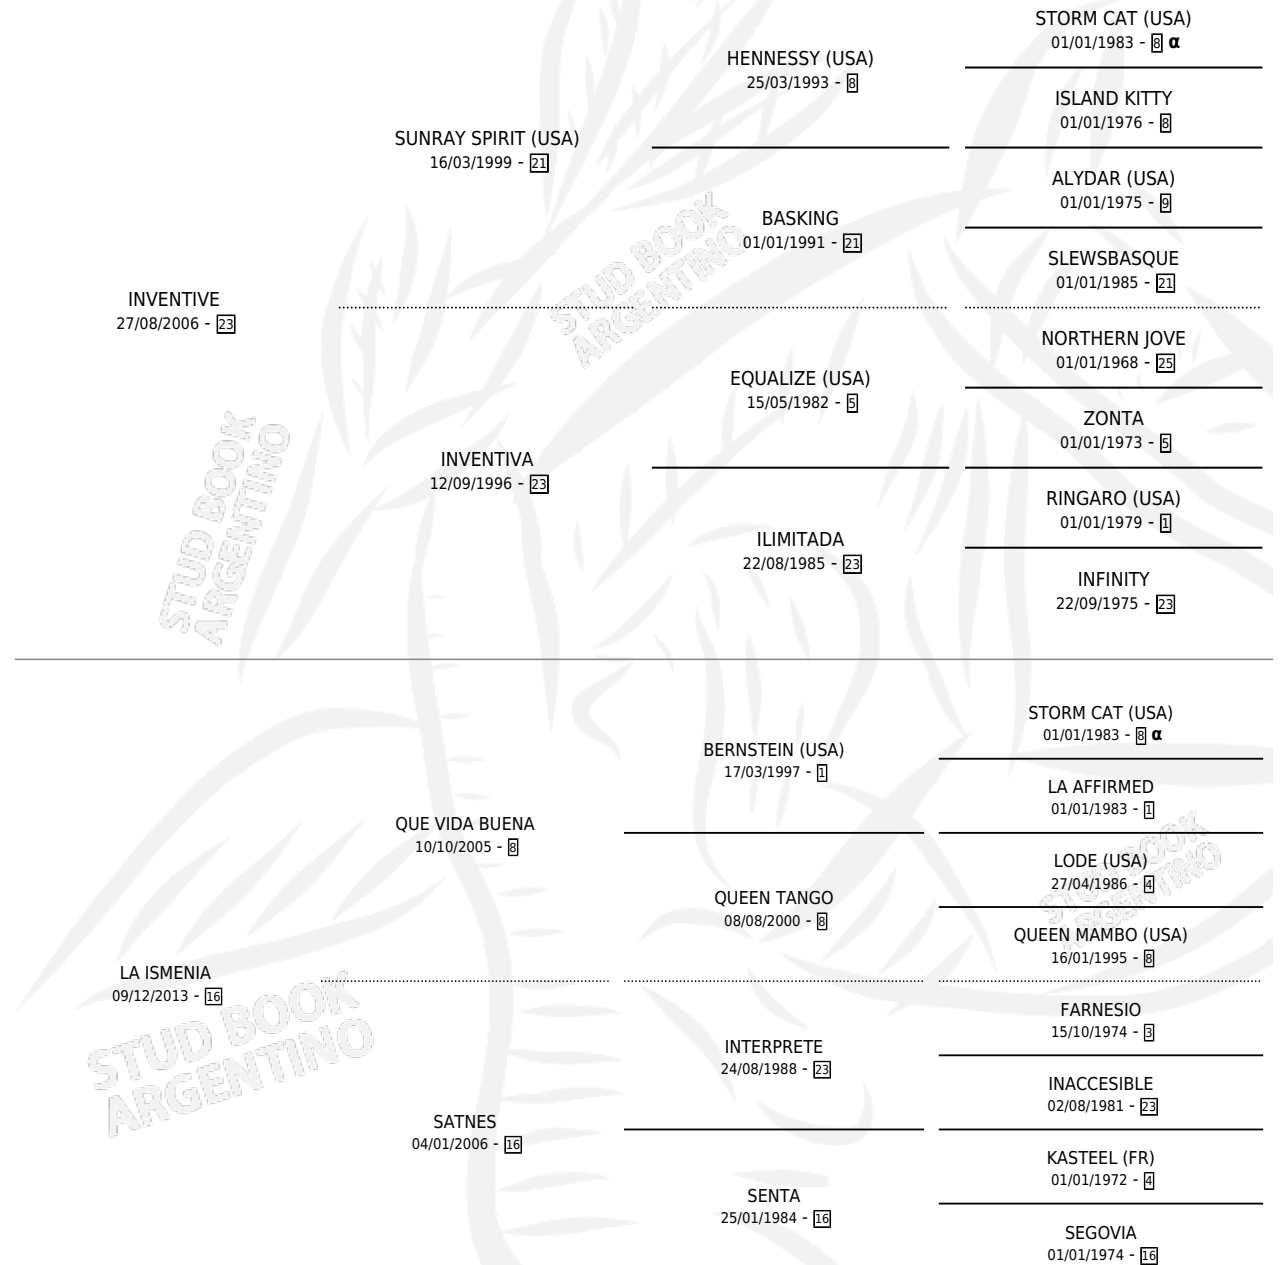 STORM CAT (USA)
01/01/1983 - 8 α
HENNESSY (USA)
25/03/1993 - 8
ISLAND KITTY
01/01/1976 - 8
SUNRAY SPIRIT (USA)
16/03/1999 - 21
ALYDAR (USA)
01/01/1975 - 9
BASKING
01/01/1991 - 21
SLEWSBASQUE
01/01/1985 - 21
INVENTIVE
27/08/2006 - 23
NORTHERN JOVE
01/01/1968 - 25
EQUALIZE (USA)
15/05/1982 - 5
ZONTA
01/01/1973 - 5
INVENTIVA
12/09/1996 - 23
RINGARO (USA)
01/01/1979 - 1
ILIMITADA
22/08/1985 - 23
INFINITY
22/09/1975 - 23
STORM CAT (USA)
01/01/1983 - 8 α
BERNSTEIN (USA)
17/03/1997 - 1
LA AFFIRMED
01/01/1983 - 1
QUE VIDA BUENA
10/10/2005 - 8
LODE (USA)
27/04/1986 - 4
QUEEN TANGO
08/08/2000 - 8
QUEEN MAMBO (USA)
16/01/1995 - 8
LA ISMENIA
09/12/2013 - 16
FARNESIO
15/10/1974 - 3
INTERPRETE
24/08/1988 - 23
INACCESIBLE
02/08/1981 - 23
SATNES
04/01/2006 - 16
KASTEEL (FR)
01/01/1972 - 4
SENTA
25/01/1984 - 16
SEGOVIA
01/01/1974 - 16
STUD BOOK
ARGENTINO
STUD BOOK
ARGENTINO
STUD BOOK
ARGENTINO
STUD BOOK
ARGENTINO